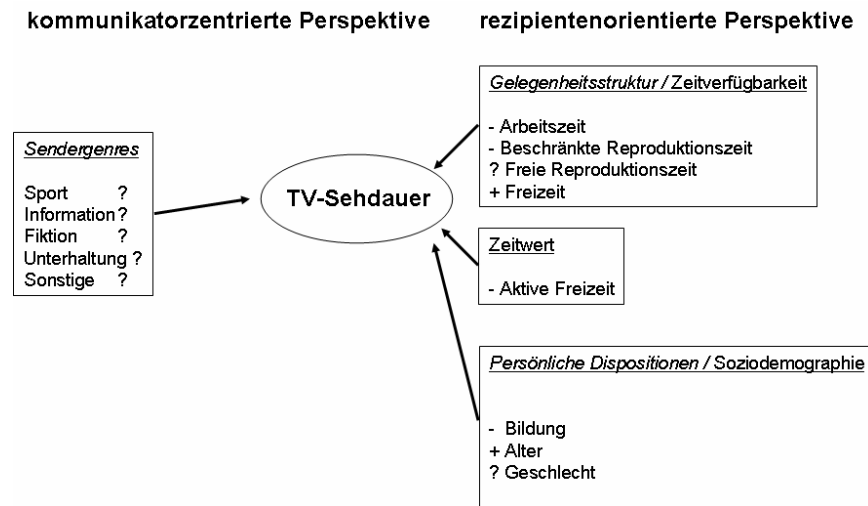 kommunikatorzentrierte Perspektive
rezipientenorientierte Perspektive
Sendergenres
Sport ?
Information ?
Fiktion ?
Unterhaltung ?
Sonstige ?
TV-Sehdauer
Gelegenheitsstruktur / Zeitverfügbarkeit
- Arbeitszeit
- Beschränkte Reproduktionszeit
? Freie Reproduktionszeit
+ Freizeit
Zeitwert
- Aktive Freizeit
Persönliche Dispositionen / Soziodemographie
- Bildung
+ Alter
? Geschlecht